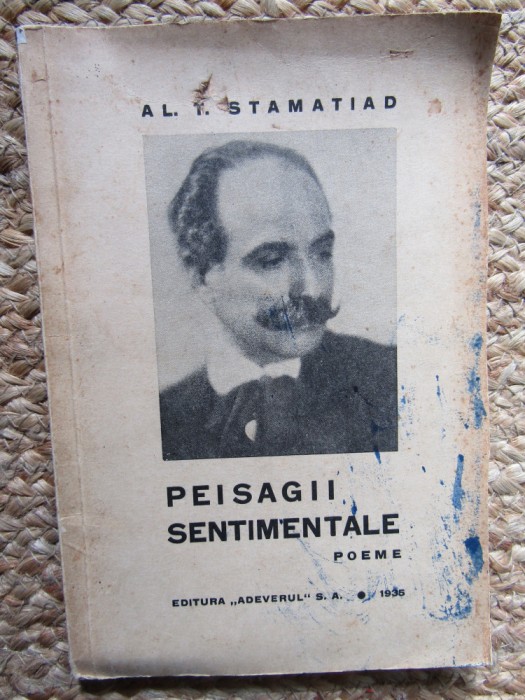 AL. T. STAMATIAD
PEISAGII
SENTIMENTALE
POEME
EDITURA „ADEVERUL" S. A. ● 1935